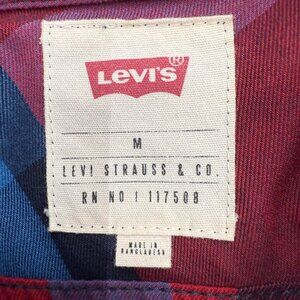 LEVI'S ®
M
LEVI STRAUSS & CO.
RN NO | 117508
MADE IN
BANGLADESH